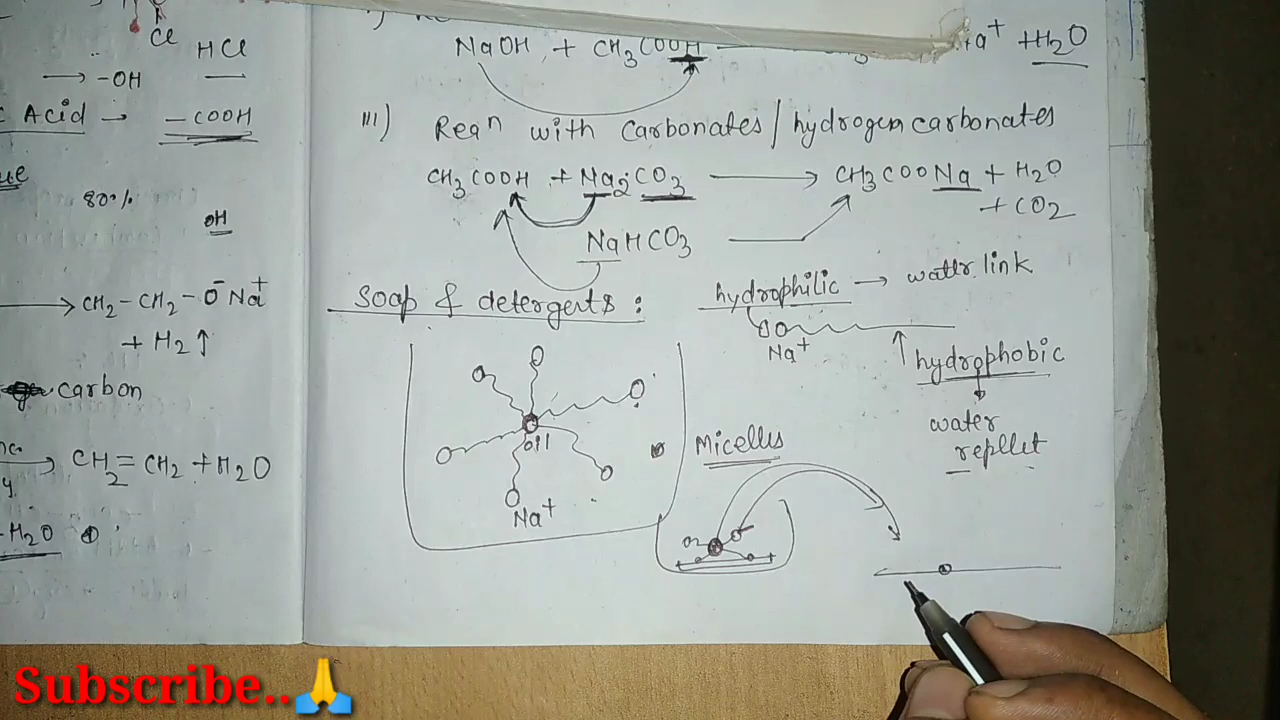 Cl
HCl
⟶ -OH
Acid → -COOH
80%
OH
⟶ CH2-CH2-O⁻Na⁺
+ H2↑
carbon
⟶ CH2=CH2 + H2O
-H2O
NaOH + CH3COOH a⁺ + H2O
III) Reaⁿ with Carbonates/hydrogen carbonates
CH3COOH + Na2CO3 ⟶ CH3COONa + H2O
+ CO2
NaHCO3
Soap & detergents :
hydrophilic → water link
Na⁺
hydrophobic
water
repllet
oil
Na⁺
Micelles
Subscribe..🙏